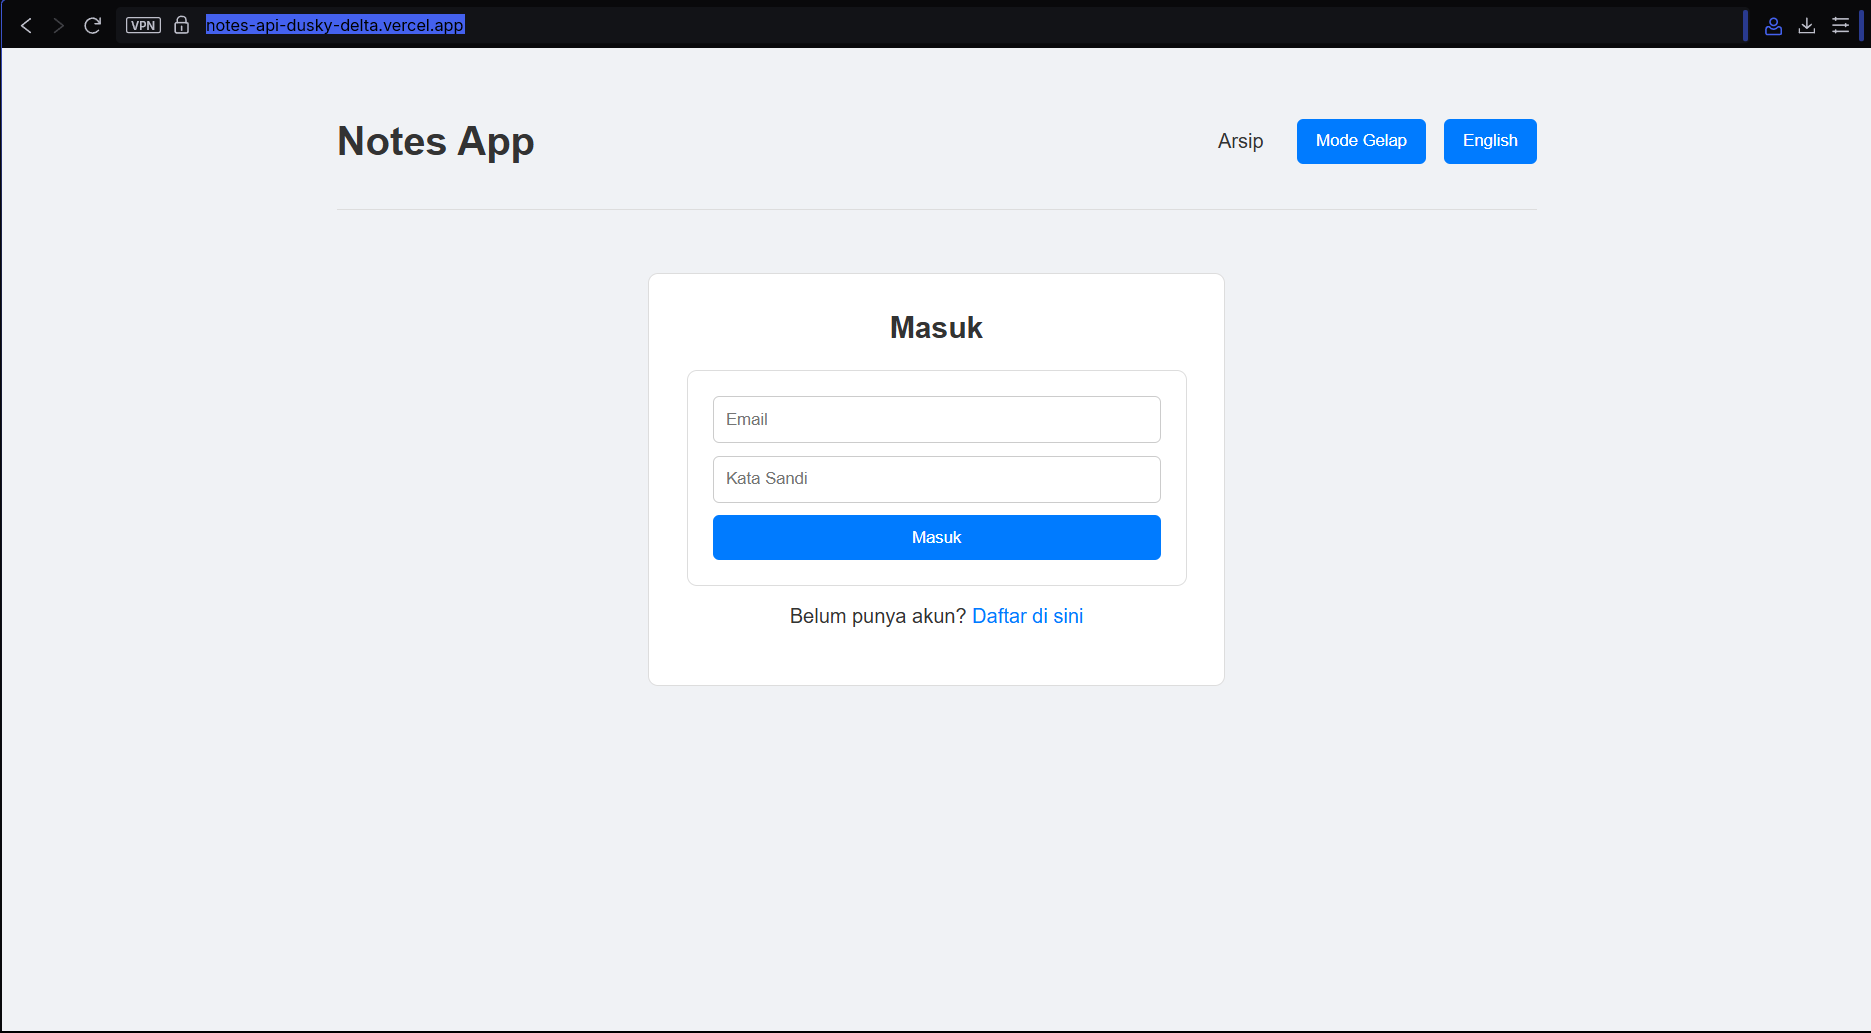 VPN notes-api-dusky-delta.vercel.app
Notes App Arsip Mode Gelap English
Masuk
Email
Kata Sandi
Masuk
Belum punya akun? Daftar di sini